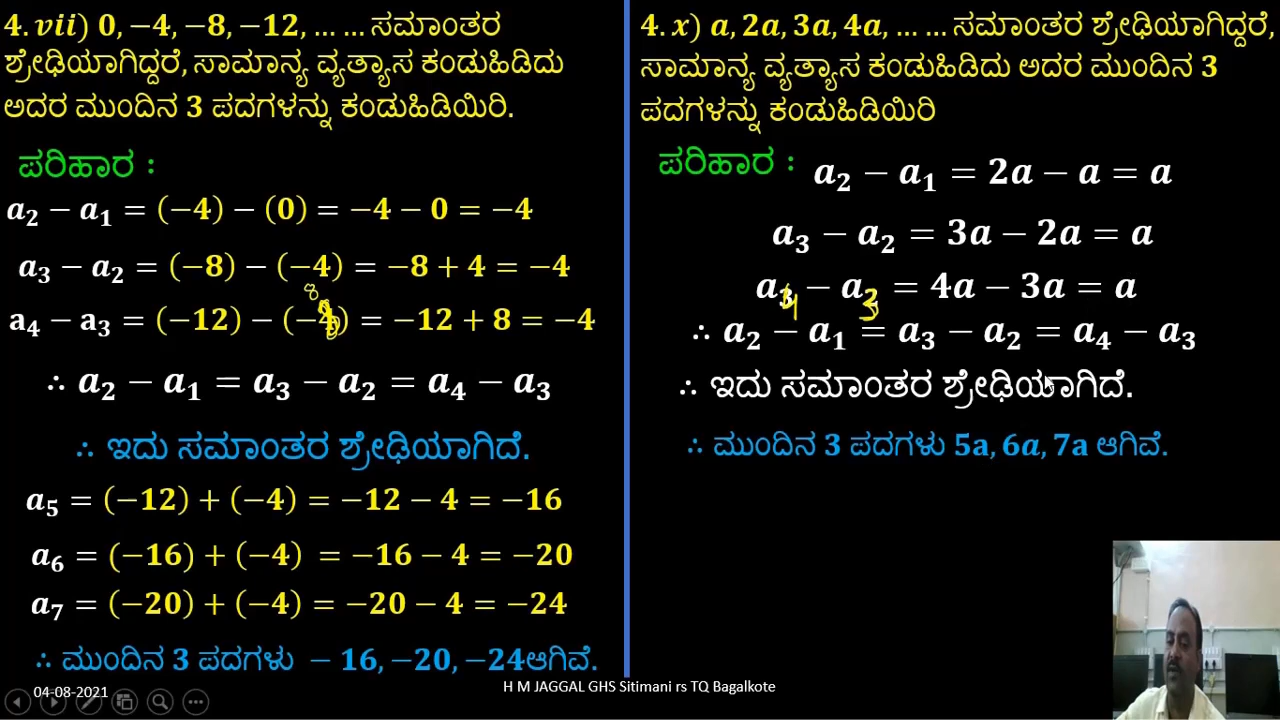 4. vii) 0, −4, −8, −12, … … ಸಮಾಂತರ
ಶ್ರೇಢಿಯಾಗಿದ್ದರೆ, ಸಾಮಾನ್ಯ ವ್ಯತ್ಯಾಸ ಕಂಡುಹಿಡಿದು
ಅದರ ಮುಂದಿನ 3 ಪದಗಳನ್ನು ಕಂಡುಹಿಡಿಯಿರಿ.
ಪರಿಹಾರ :
a₂ − a₁ = (−4) − (0) = −4 − 0 = −4
a₃ − a₂ = (−8) − (−4) = −8 + 4 = −4
8
a₄ − a₃ = (−12) − (−4) = −12 + 8 = −4
∴ a₂ − a₁ = a₃ − a₂ = a₄ − a₃
∴ ಇದು ಸಮಾಂತರ ಶ್ರೇಢಿಯಾಗಿದೆ.
a₅ = (−12) + (−4) = −12 − 4 = −16
a₆ = (−16) + (−4) = −16 − 4 = −20
a₇ = (−20) + (−4) = −20 − 4 = −24
∴ ಮುಂದಿನ 3 ಪದಗಳು − 16, −20, −24ಆಗಿವೆ.
4. x) a, 2a, 3a, 4a, … … ಸಮಾಂತರ ಶ್ರೇಢಿಯಾಗಿದ್ದರೆ,
ಸಾಮಾನ್ಯ ವ್ಯತ್ಯಾಸ ಕಂಡುಹಿಡಿದು ಅದರ ಮುಂದಿನ 3
ಪದಗಳನ್ನು ಕಂಡುಹಿಡಿಯಿರಿ
ಪರಿಹಾರ : a₂ − a₁ = 2a − a = a
a₃ − a₂ = 3a − 2a = a
a₃ − a₂ = 4a − 3a = a
4 3
∴ a₂ − a₁ = a₃ − a₂ = a₄ − a₃
∴ ಇದು ಸಮಾಂತರ ಶ್ರೇಢಿಯಾಗಿದೆ.
∴ ಮುಂದಿನ 3 ಪದಗಳು 5a, 6a, 7a ಆಗಿವೆ.
04-08-2021
H M JAGGAL GHS Sitimani rs TQ Bagalkote